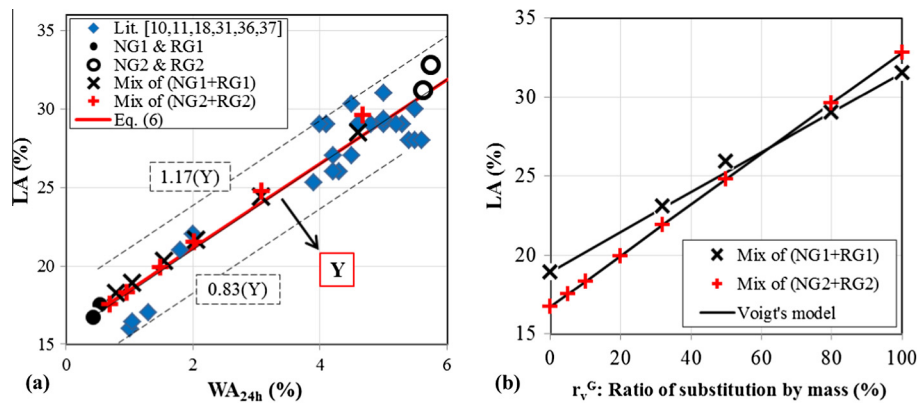 35
30
25
20
15
LA (%)
Lit. [10,11,18,31,36,37]
NG1 & RG1
NG2 & RG2
Mix of (NG1+RG1)
Mix of (NG2+RG2)
Eq. (6)
1.17(Y)
0.83(Y)
Y
0 2 4 6
(a) WA24h (%)
35
30
25
20
15
LA (%)
Mix of (NG1+RG1)
Mix of (NG2+RG2)
Voigt's model
0 20 40 60 80 100
(b) rvG: Ratio of substitution by mass (%)